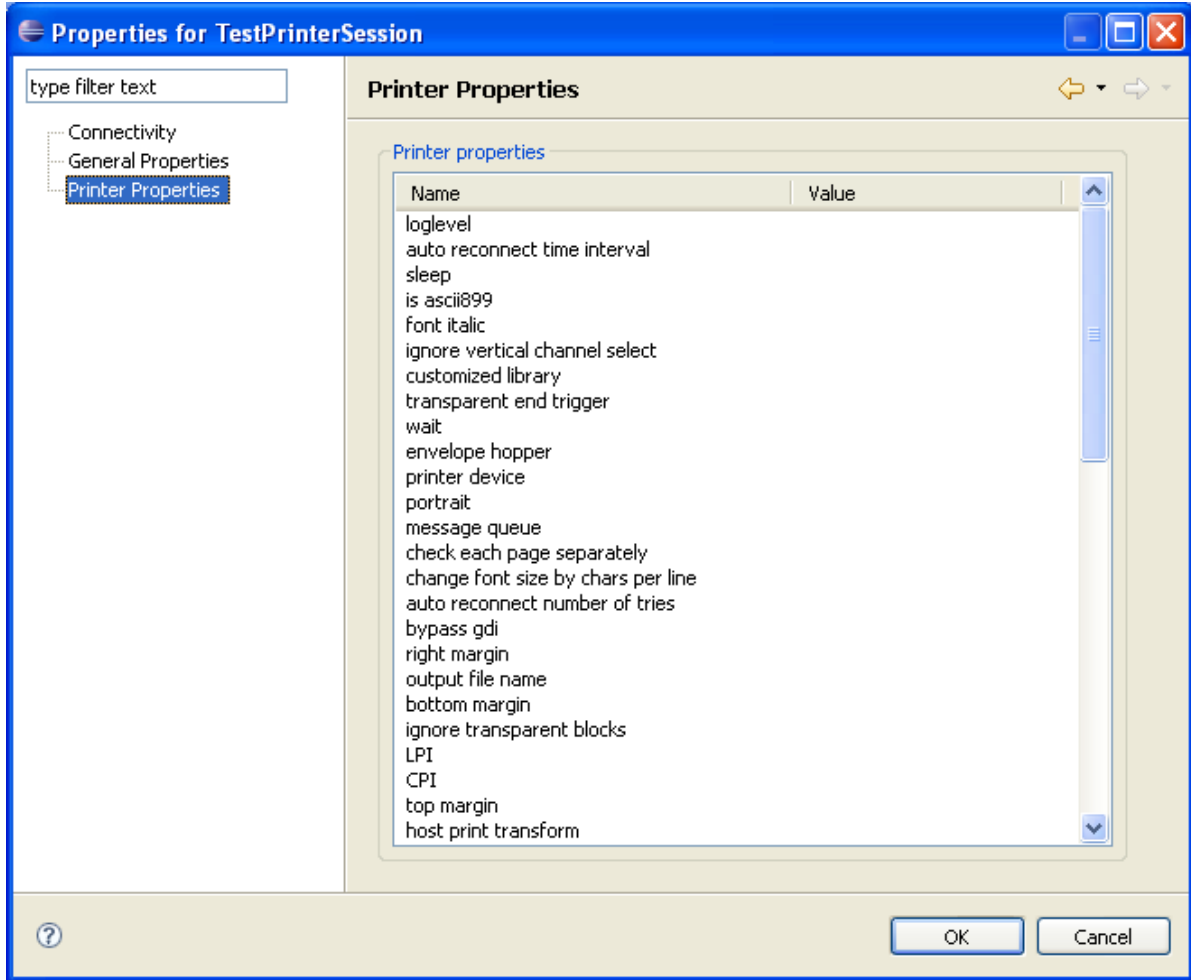 Properties for TestPrinterSession
type filter text
Connectivity
General Properties
Printer Properties
Printer Properties
Printer properties
Name Value
loglevel
auto reconnect time interval
sleep
is ascii899
font italic
ignore vertical channel select
customized library
transparent end trigger
wait
envelope hopper
printer device
portrait
message queue
check each page separately
change font size by chars per line
auto reconnect number of tries
bypass gdi
right margin
output file name
bottom margin
ignore transparent blocks
LPI
CPI
top margin
host print transform
OK Cancel